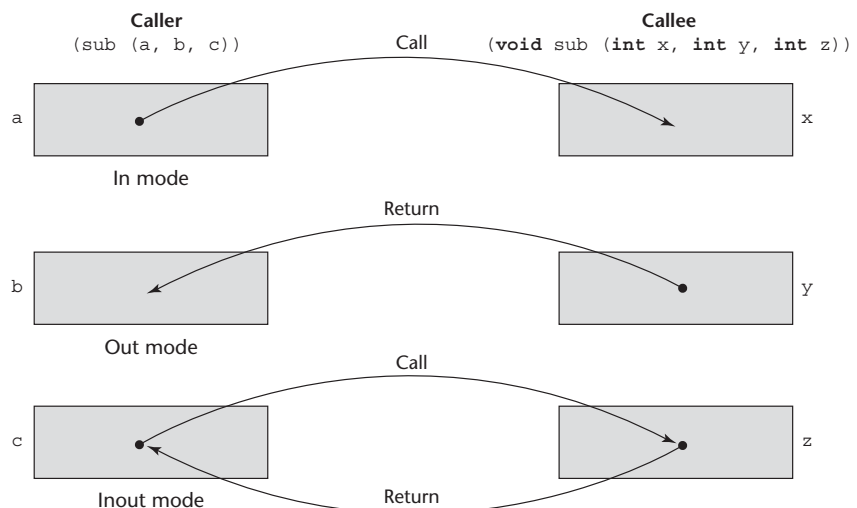 Caller
(sub (a, b, c))
Callee
(void sub (int x, int y, int z))
Call
a
x
In mode
Return
b
y
Out mode
Call
c
z
Inout mode
Return